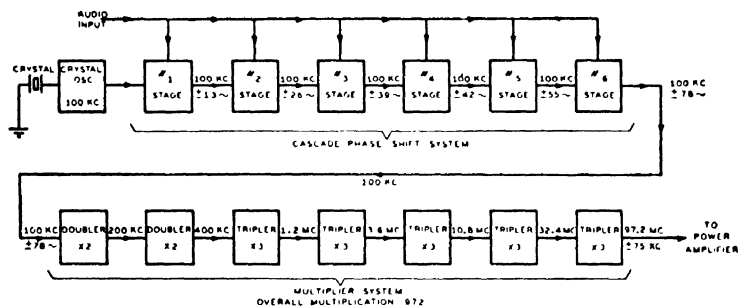 AUDIO INPUT
CRYSTAL
CRYSTAL OSC 100 KC
#1 STAGE
100 KC ±13~
#2 STAGE
100 KC ±26~
#3 STAGE
100 KC ±39~
#4 STAGE
100 KC ±42~
#5 STAGE
100 KC ±55~
#6 STAGE
100 KC ±78~
CASCADE PHASE SHIFT SYSTEM
100 KC
100 KC ±78~
DOUBLER X2
200 KC
DOUBLER X2
400 KC
TRIPLER X3
1.2 MC
TRIPLER X3
3.6 MC
TRIPLER X3
10.8 MC
TRIPLER X3
32.4 MC
TRIPLER X3
97.2 MC ±75 KC
TO POWER AMPLIFIER
MULTIPLIER SYSTEM
OVERALL MULTIPLICATION 972